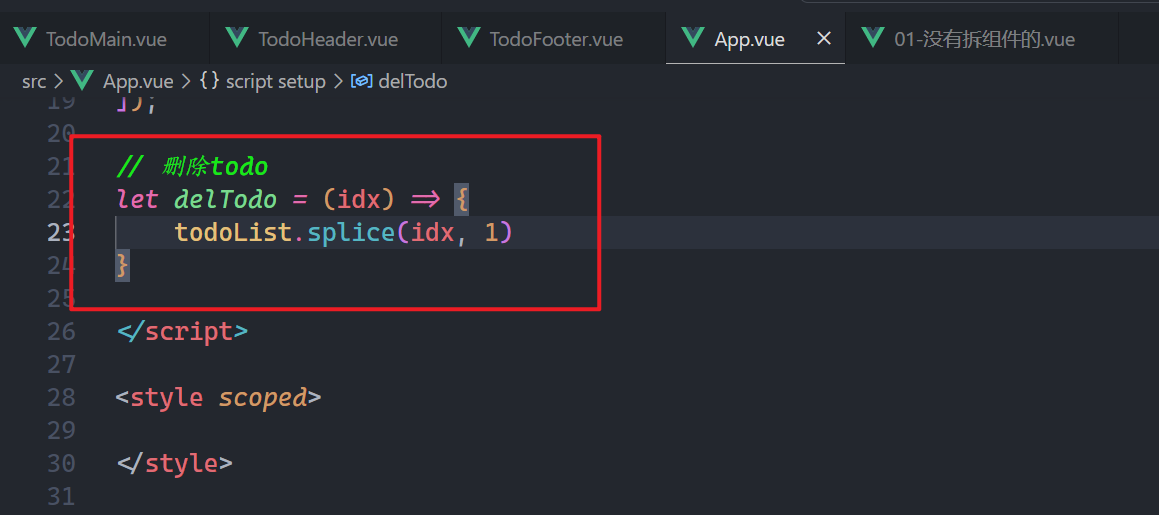 TodoMain.vue TodoHeader.vue TodoFooter.vue App.vue × 01-没有拆组件的.vue
src > App.vue > {} script setup > delTodo
19 ]);
20
21 // 删除todo
22 let delTodo = (idx) => {
23 todoList.splice(idx, 1)
24 }
25
26 </script>
27
28 <style scoped>
29
30 </style>
31